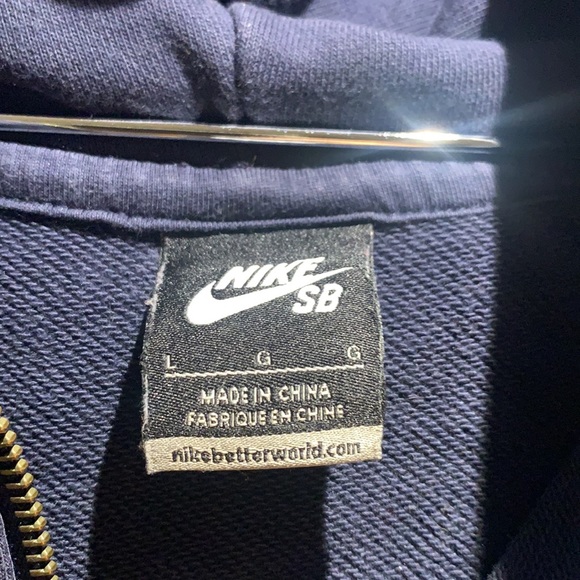 NIKE
SB
L G G
MADE IN CHINA
FABRIQUE EN CHINE
nikebetterworld.com